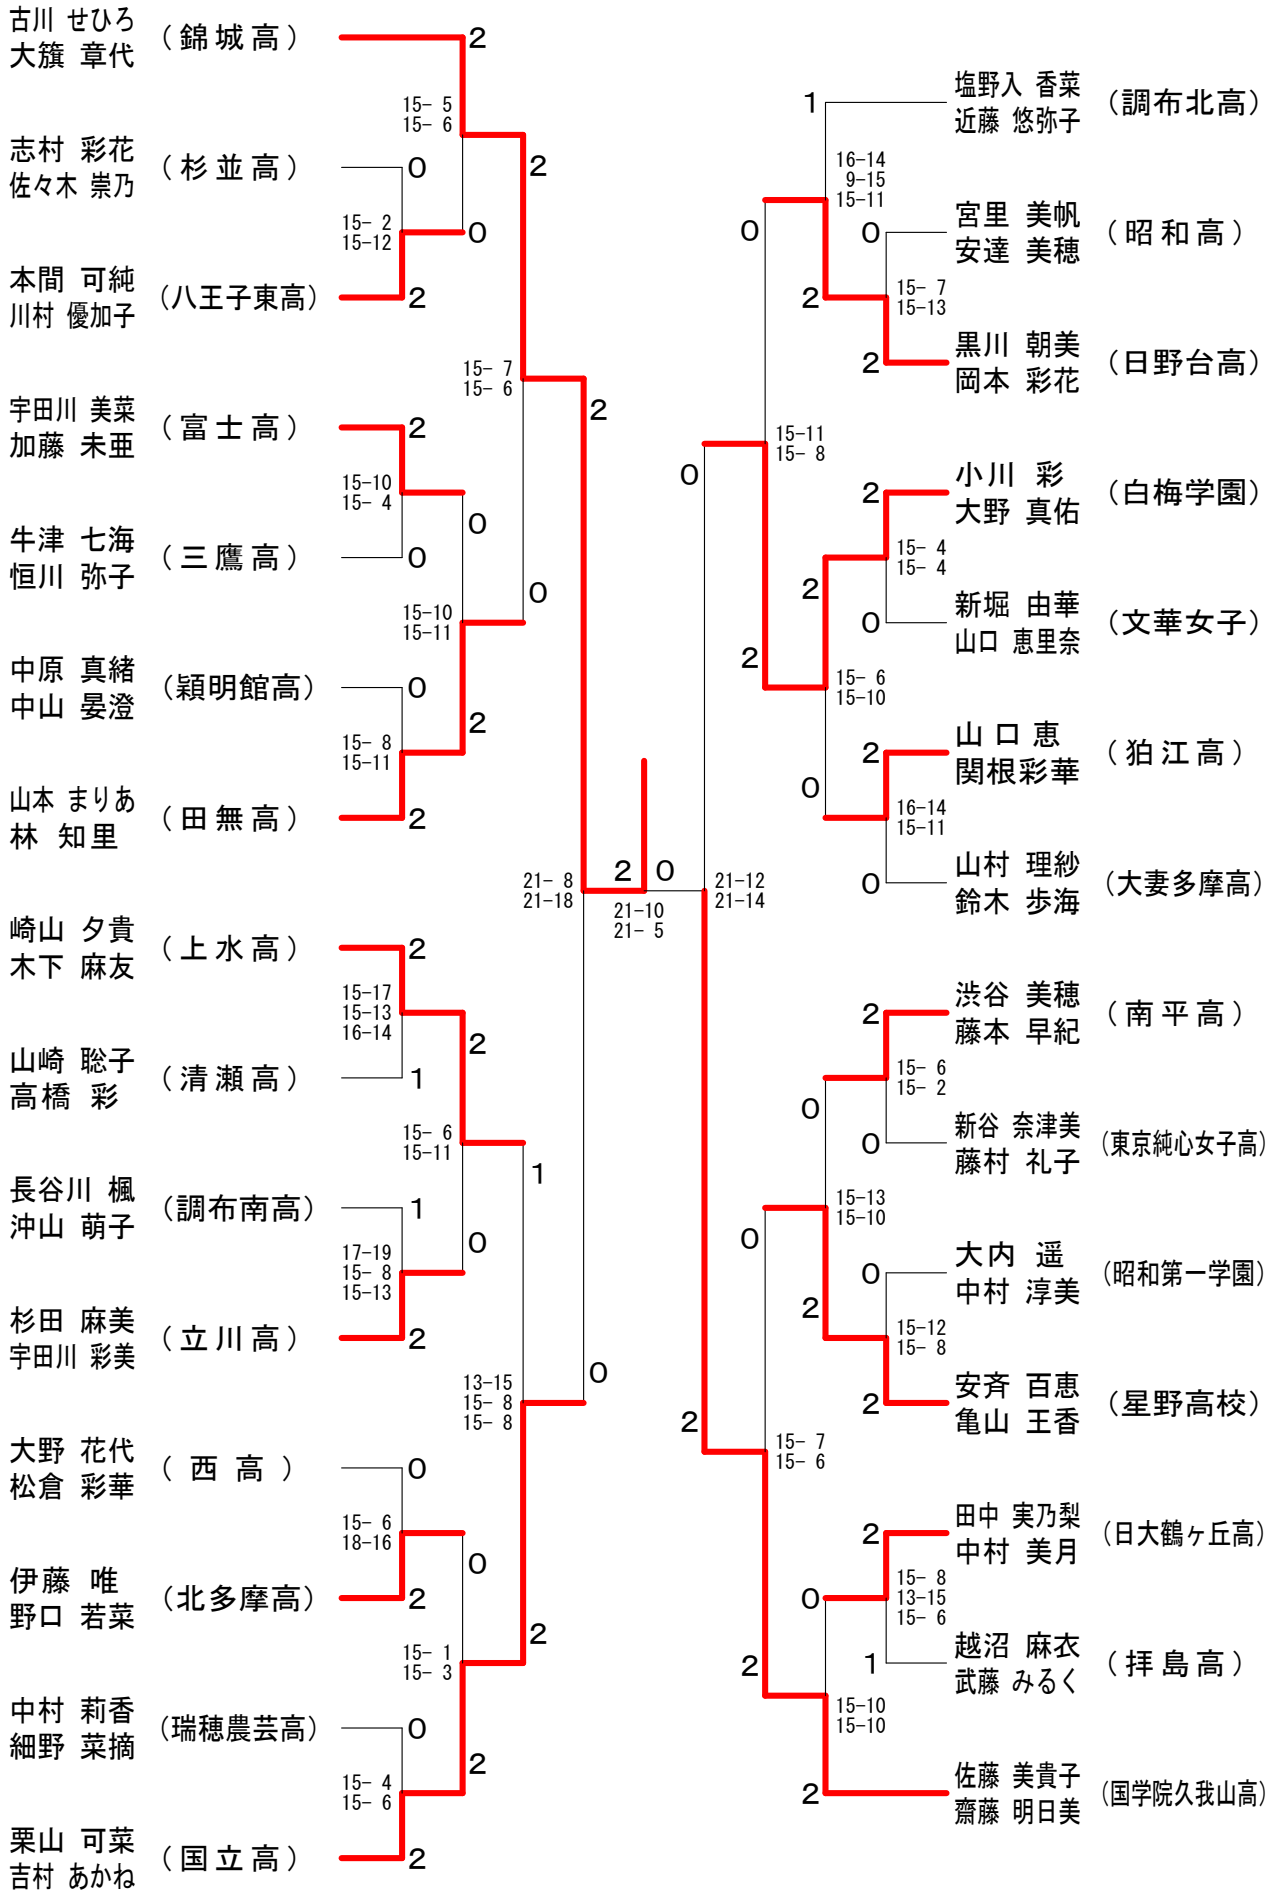 古川 せひろ
大籏 章代
(錦城高)
2
15- 5
15- 6
志村 彩花
佐々木 崇乃
(杉並高)
0
2
15- 2
15-12
0
本間 可純
川村 優加子
(八王子東高)
2
15- 7
15- 6
宇田川 美菜
加藤 未亜
(富士高)
2
2
15-10
15- 4
0
牛津 七海
恒川 弥子
(三鷹高)
0
0
15-10
15-11
中原 真緒
中山 晏澄
(穎明館高)
0
2
15- 8
15-11
山本 まりあ
林 知里
(田無高)
2
21- 8
21-18
2
0
21-10
21- 5
崎山 夕貴
木下 麻友
(上水高)
2
15-17
15-13
16-14
2
山崎 聡子
高橋 彩
(清瀬高)
1
15- 6
15-11
1
長谷川 楓
沖山 萌子
(調布南高)
1
0
17-19
15- 8
15-13
杉田 麻美
宇田川 彩美
(立川高)
2
0
13-15
15- 8
15- 8
大野 花代
松倉 彩華
(西高)
0
15- 6
18-16
0
伊藤 唯
野口 若菜
(北多摩高)
2
2
15- 1
15- 3
中村 莉香
細野 菜摘
(瑞穂農芸高)
0
2
15- 4
15- 6
栗山 可菜
吉村 あかね
(国立高)
2
1
塩野入 香菜
近藤 悠弥子
(調布北高)
16-14
9-15
15-11
0
0
宮里 美帆
安達 美穂
(昭和高)
2
15- 7
15-13
2
黒川 朝美
岡本 彩花
(日野台高)
15-11
15- 8
0
2
小川 彩
大野 真佑
(白梅学園)
15- 4
15- 4
2
0
新堀 由華
山口 恵里奈
(文華女子)
2
15- 6
15-10
2
山口恵
関根彩華
(狛江高)
0
16-14
15-11
0
山村 理紗
鈴木 歩海
(大妻多摩高)
21-12
21-14
2
渋谷 美穂
藤本 早紀
(南平高)
15- 6
15- 2
0
0
新谷 奈津美
藤村 礼子
(東京純心女子高)
15-13
15-10
0
0
大内 遥
中村 淳美
(昭和第一学園)
2
15-12
15- 8
2
安斉 百恵
亀山 王香
(星野高校)
2
15- 7
15- 6
2
田中 実乃梨
中村 美月
(日大鶴ヶ丘高)
15- 8
13-15
15- 6
0
1
越沼 麻衣
武藤 みるく
(拝島高)
2
15-10
15-10
2
佐藤 美貴子
齋藤 明日美
(国学院久我山高)